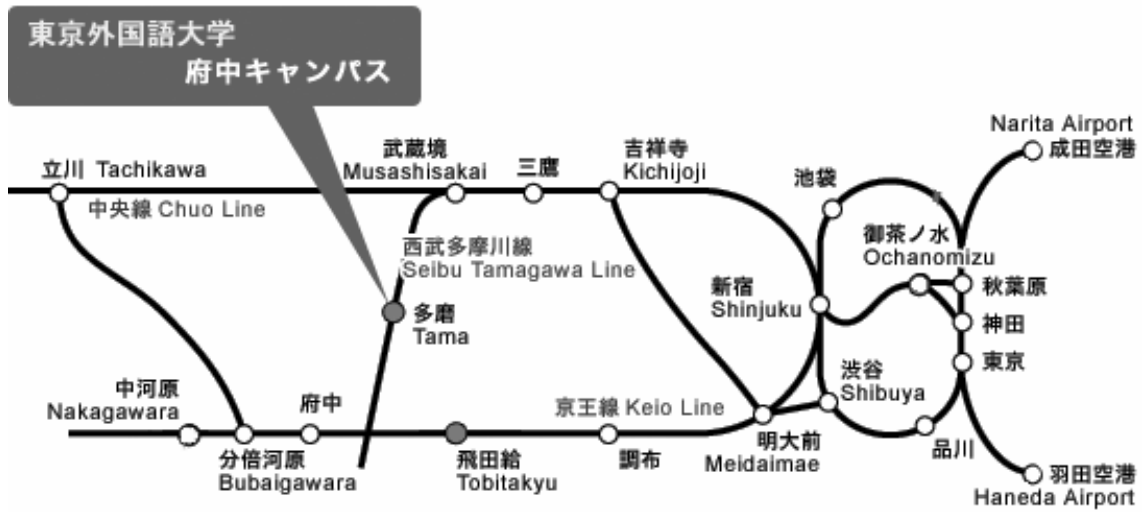 東京外国語大学
府中キャンパス
Narita Airport
成田空港
立川 Tachikawa
武蔵境
Musashisakai
三鷹
吉祥寺
Kichijoji
池袋
中央線 Chuo Line
西武多摩川線
Seibu Tamagawa Line
御茶ノ水
Ochanomizu
新宿
Shinjuku
秋葉原
多磨
Tama
神田
東京
渋谷
Shibuya
中河原
Nakagawara
府中
京王線 Keio Line
分倍河原
Bubaigawara
飛田給
Tobitakyu
調布
明大前
Meidaimae
品川
羽田空港
Haneda Airport